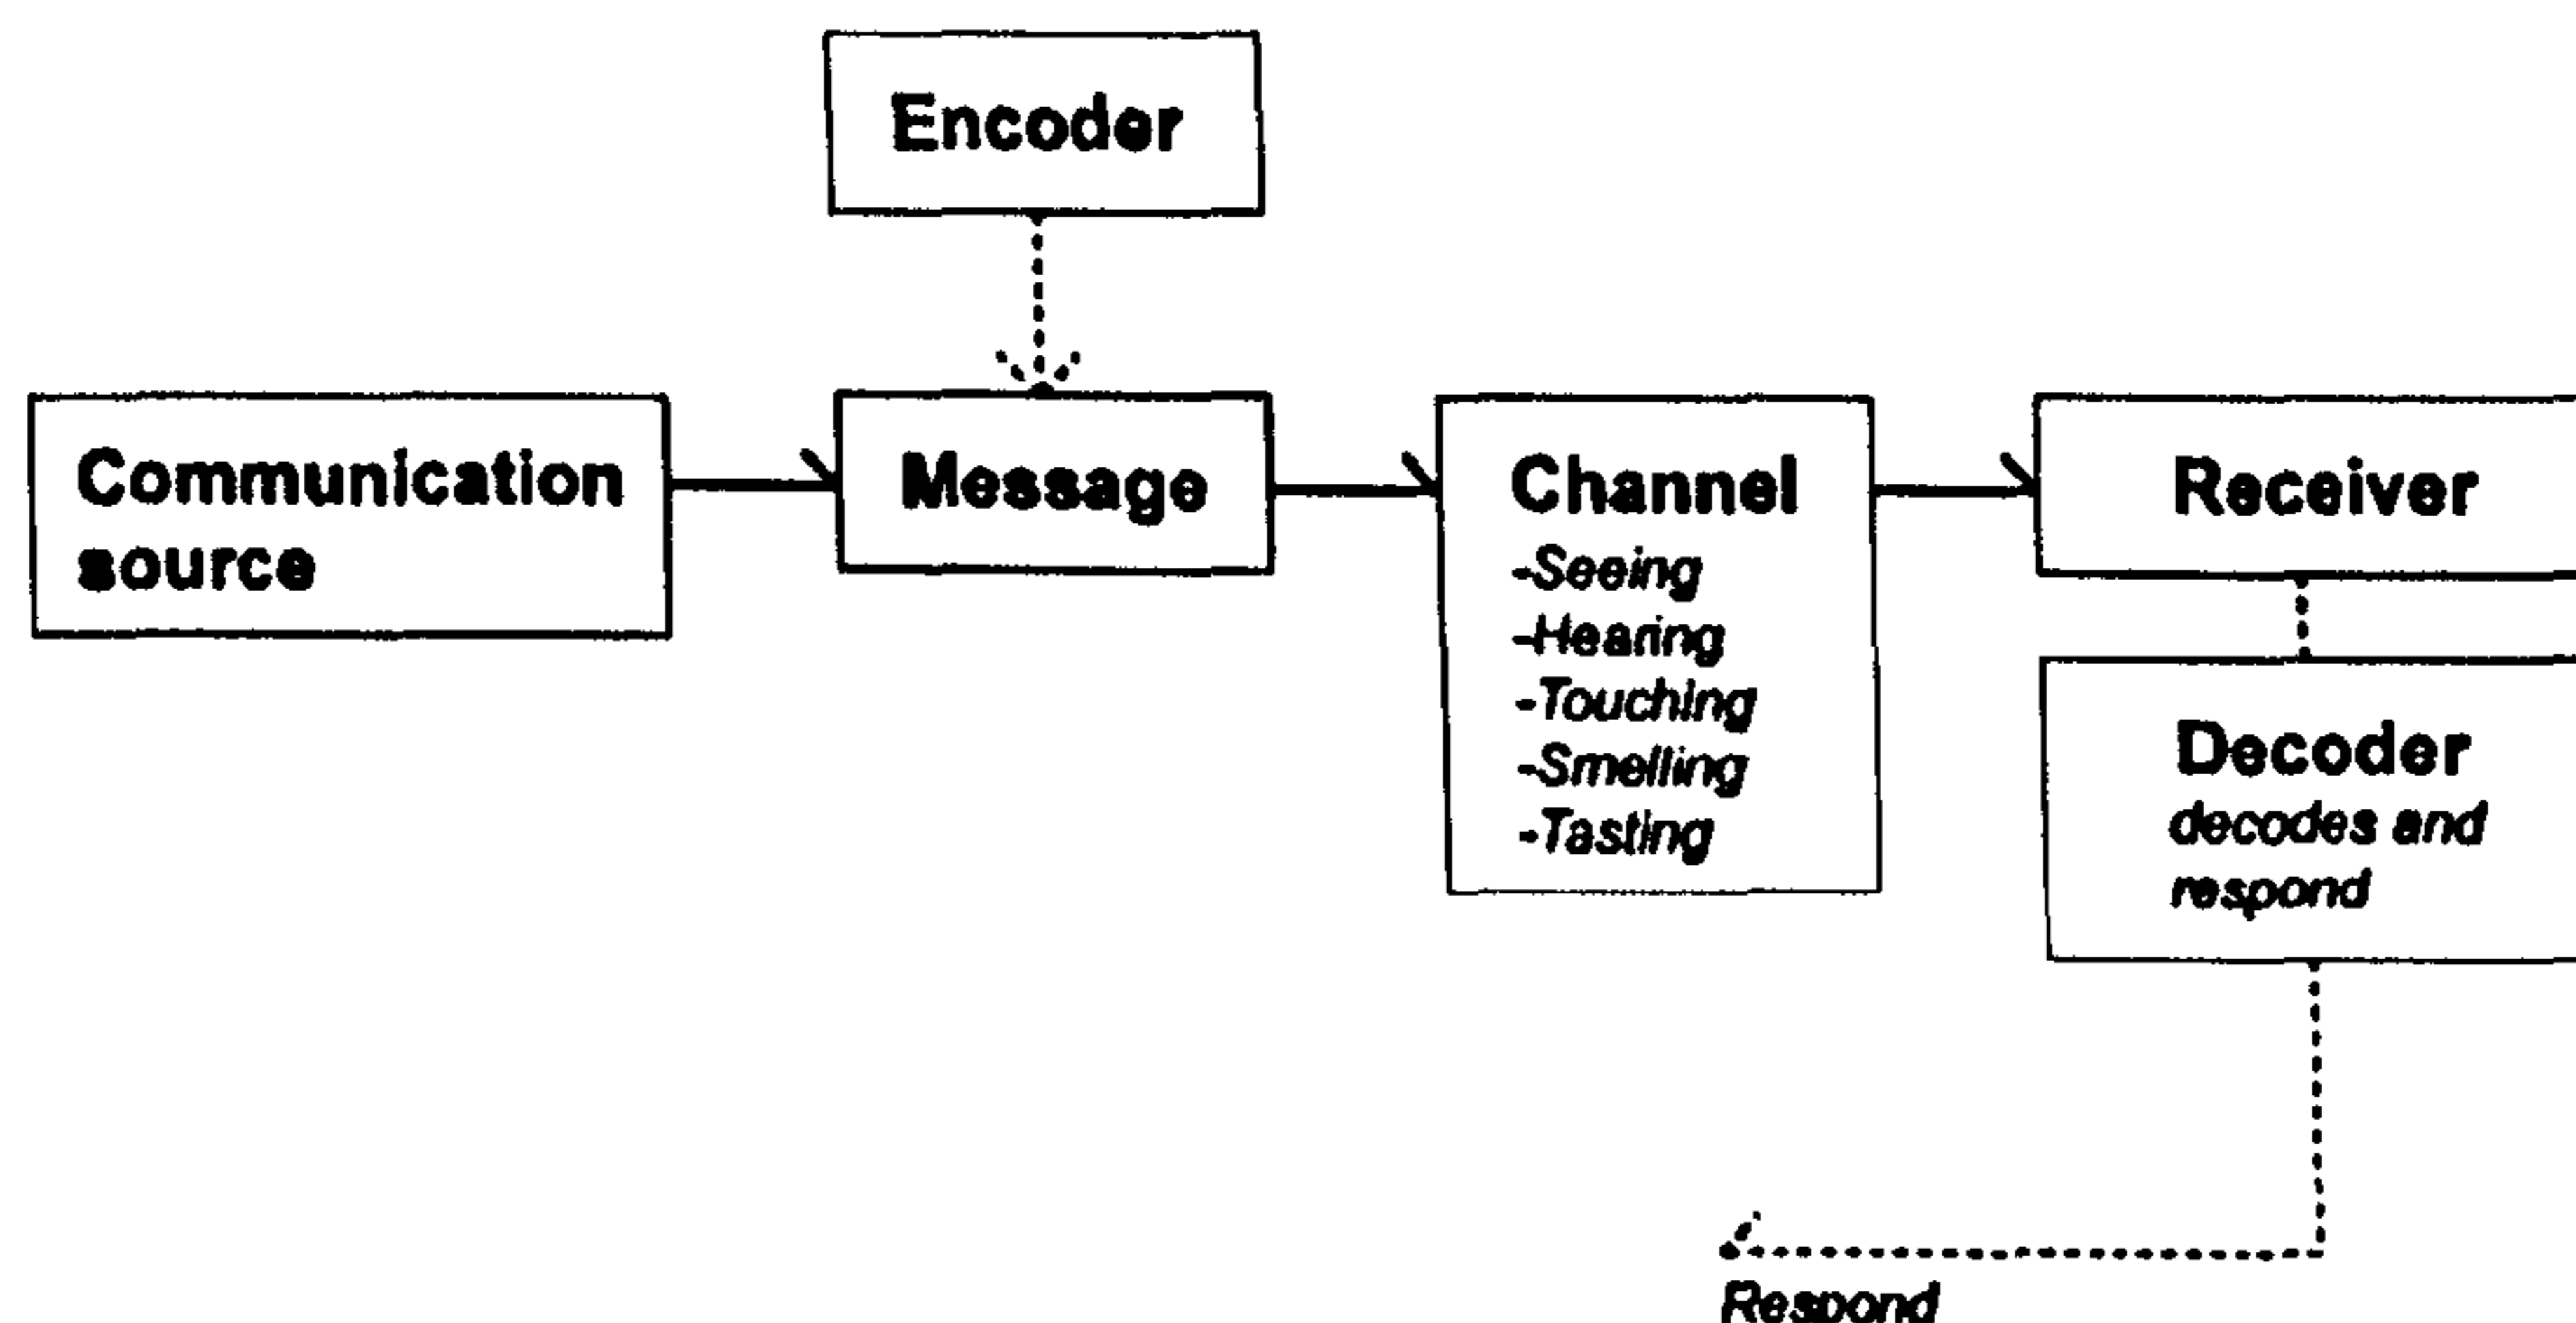 Encoder
Communication
source
Message
Channel
-Seeing
-Hearing
-Touching
-Smelling
-Tasting
Receiver
Decoder
decodes and
respond
Respond